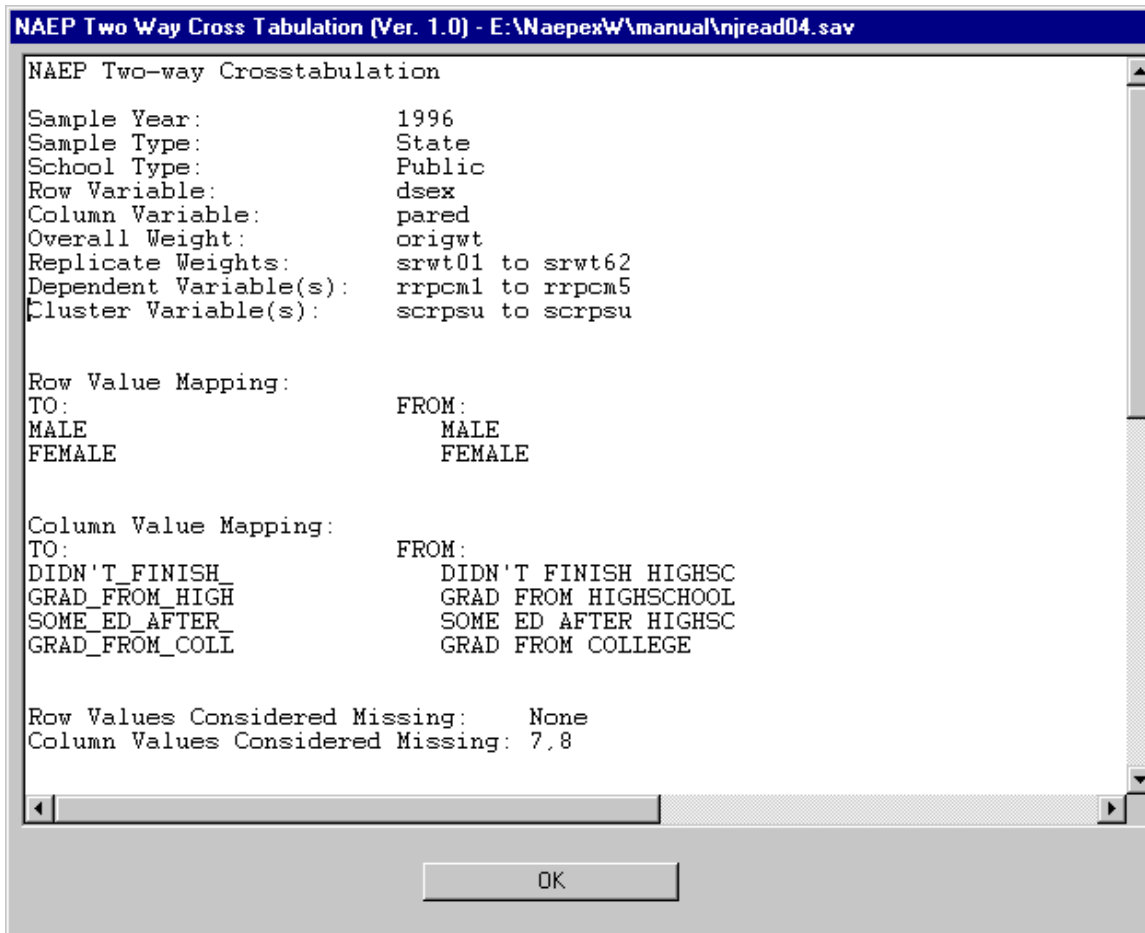 NAEP Two Way Cross Tabulation (Ver. 1.0) - E:\NaepexW\manual\njread04.sav
NAEP Two-way Crosstabulation
Sample Year: 1996
Sample Type: State
School Type: Public
Row Variable: dsex
Column Variable: pared
Overall Weight: origwt
Replicate Weights: srwt01 to srwt62
Dependent Variable(s): rrpcm1 to rrpcm5
Cluster Variable(s): scrpsu to scrpsu
Row Value Mapping:
TO: FROM:
MALE MALE
FEMALE FEMALE
Column Value Mapping:
TO: FROM:
DIDN'T_FINISH_ DIDN'T FINISH HIGHSC
GRAD_FROM_HIGH GRAD FROM HIGHSCHOOL
SOME_ED_AFTER_ SOME ED AFTER HIGHSC
GRAD_FROM_COLL GRAD FROM COLLEGE
Row Values Considered Missing: None
Column Values Considered Missing: 7,8
OK